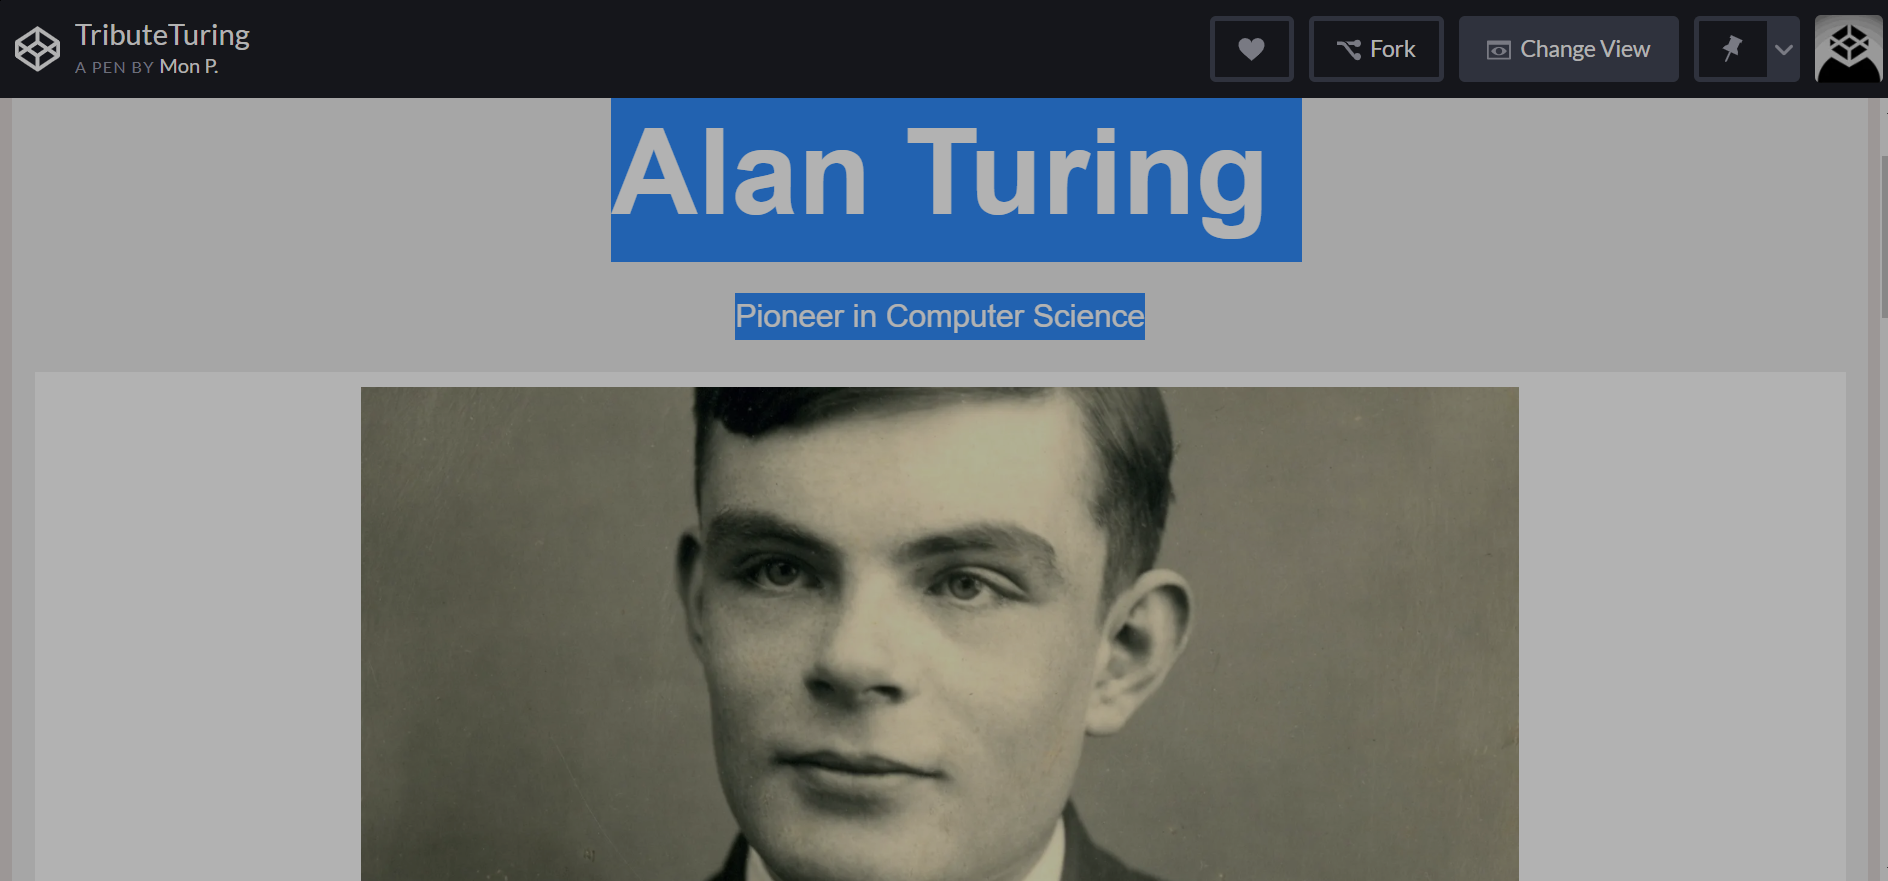 TributeTuring
A PEN BY Mon P.
Fork
Change View
Alan Turing
Pioneer in Computer Science